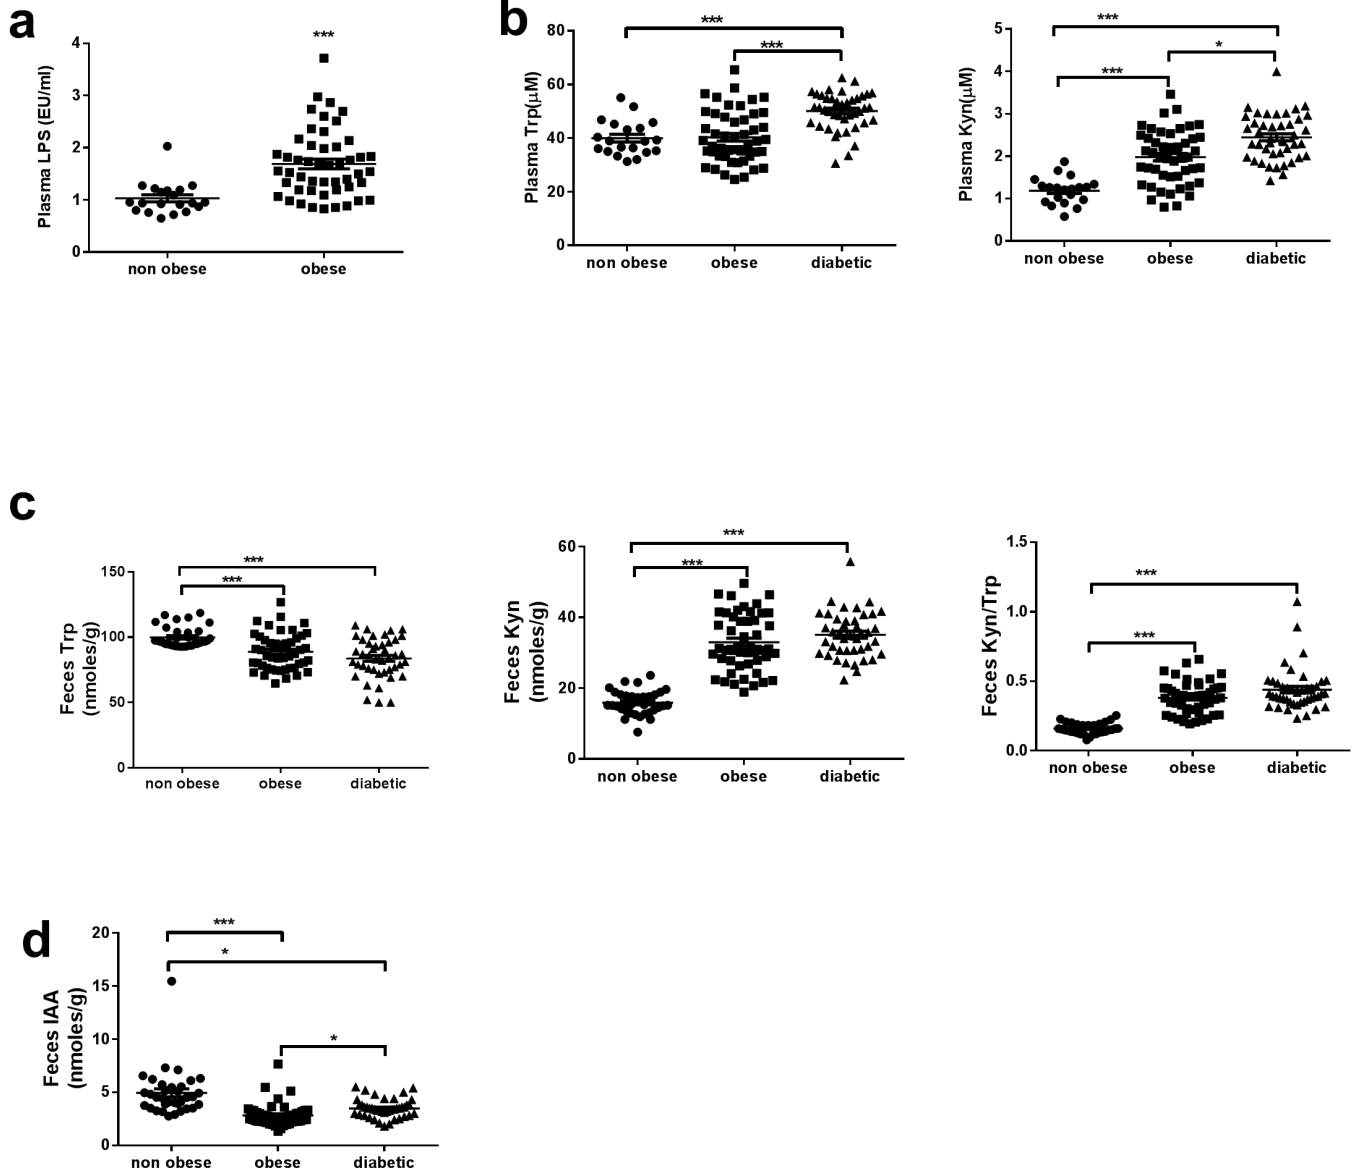 a
Plasma LPS (EU/ml)
4
3
2
1
0
***
non obese
obese
b
Plasma Trp(μM)
80
60
40
20
0
***
***
non obese
obese
diabetic
Plasma Kyn(μM)
5
4
3
2
1
0
***
*
***
non obese
obese
diabetic
c
Feces Trp
(nmoles/g)
150
100
50
0
***
***
non obese
obese
diabetic
Feces Kyn
(nmoles/g)
60
40
20
0
***
***
non obese
obese
diabetic
Feces Kyn/Trp
1.5
1.0
0.5
0.0
***
***
non obese
obese
diabetic
d
Feces IAA
(nmoles/g)
20
15
10
5
0
***
*
*
non obese
obese
diabetic